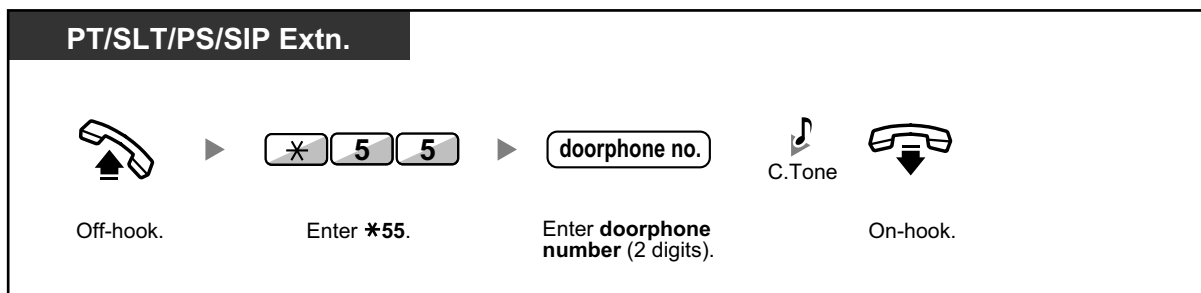 PT/SLT/PS/SIP Extn.
✕ 5 5
doorphone no.
C.Tone
Off-hook.
Enter ✕55.
Enter doorphone
number (2 digits).
On-hook.